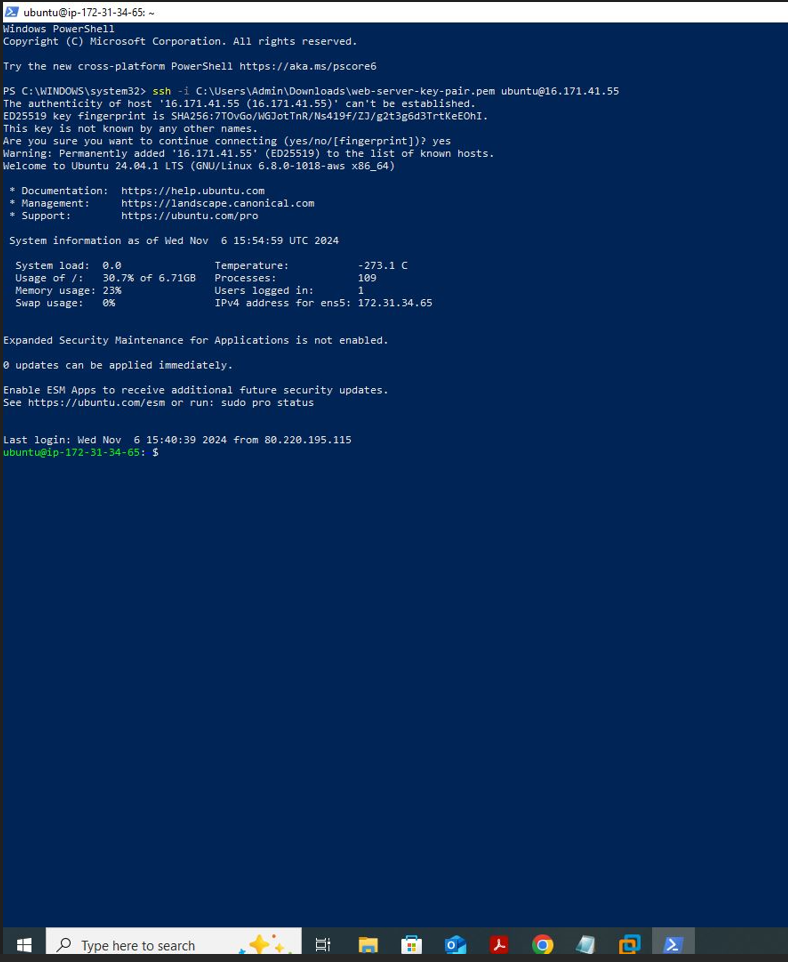 ubuntu@ip-172-31-34-65: ~
Windows PowerShell
Copyright (C) Microsoft Corporation. All rights reserved.
Try the new cross-platform PowerShell https://aka.ms/pscore6
PS C:\WINDOWS\system32> ssh -i C:\Users\Admin\Downloads\web-server-key-pair.pem ubuntu@16.171.41.55
The authenticity of host '16.171.41.55 (16.171.41.55)' can't be established.
ED25519 key fingerprint is SHA256:7TOvGo/WGJotTnR/Ns419f/ZJ/g2t3g6d3TrtKeEOhI.
This key is not known by any other names.
Are you sure you want to continue connecting (yes/no/[fingerprint])? yes
Warning: Permanently added '16.171.41.55' (ED25519) to the list of known hosts.
Welcome to Ubuntu 24.04.1 LTS (GNU/Linux 6.8.0-1018-aws x86_64)
* Documentation:  https://help.ubuntu.com
* Management:     https://landscape.canonical.com
* Support:        https://ubuntu.com/pro
System information as of Wed Nov  6 15:54:59 UTC 2024
System load:  0.0               Temperature:           -273.1 C
Usage of /:   30.7% of 6.71GB   Processes:             109
Memory usage: 23%               Users logged in:       1
Swap usage:   0%                IPv4 address for ens5: 172.31.34.65
Expanded Security Maintenance for Applications is not enabled.
0 updates can be applied immediately.
Enable ESM Apps to receive additional future security updates.
See https://ubuntu.com/esm or run: sudo pro status
Last login: Wed Nov  6 15:40:39 2024 from 80.220.195.115
ubuntu@ip-172-31-34-65: $
Type here to search